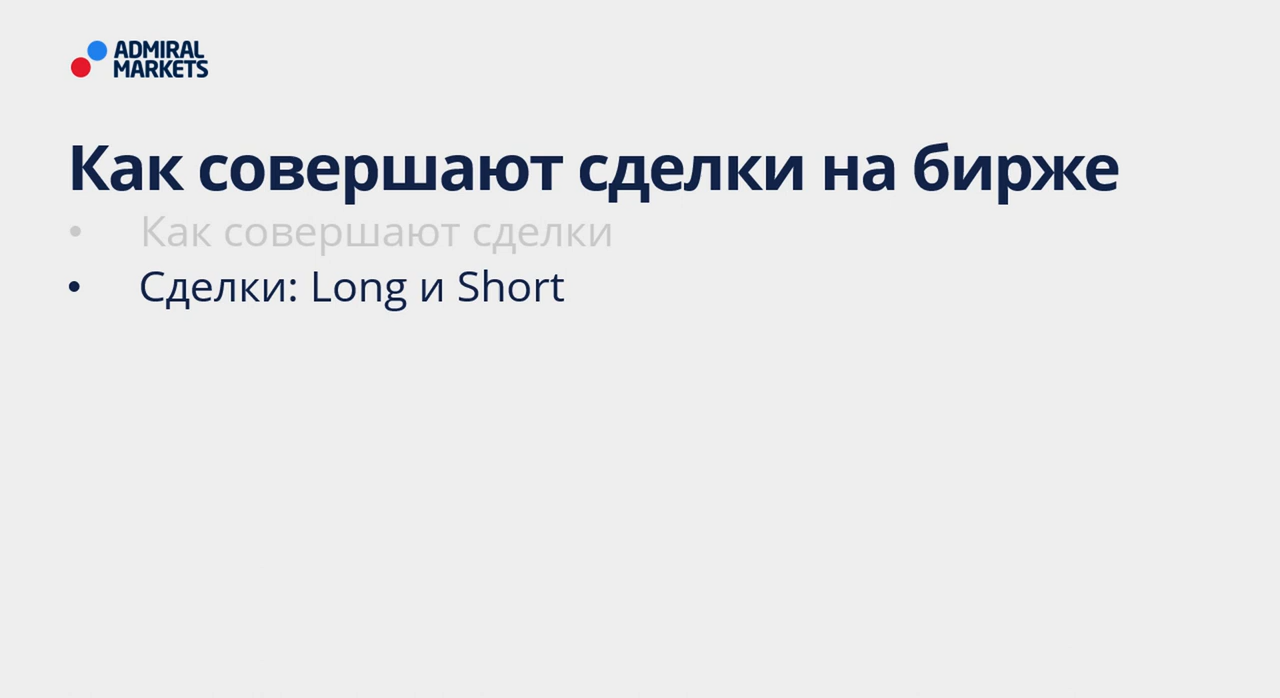 ADMIRAL
MARKETS
Как совершают сделки на бирже
• Как совершают сделки
• Сделки: Long и Short